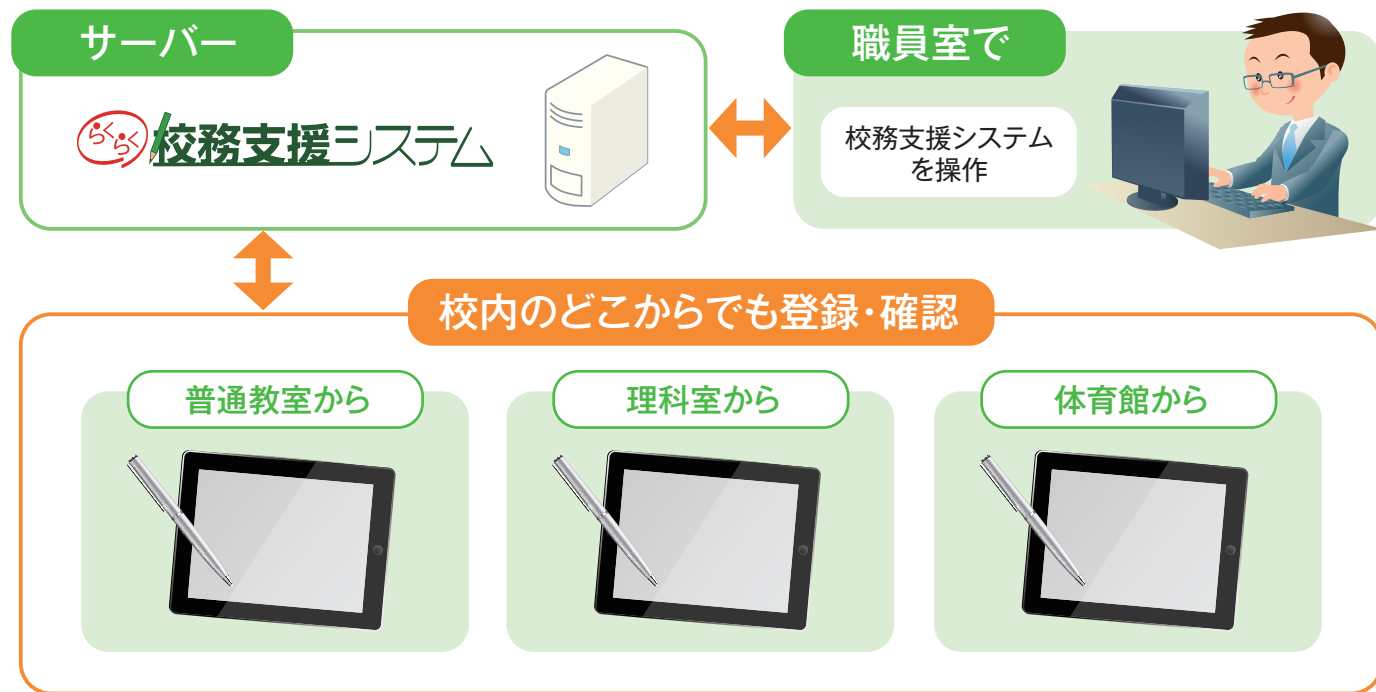 サーバー
らくらく校務支援システム
職員室で
校務支援システム
を操作
校内のどこからでも登録・確認
普通教室から
理科室から
体育館から